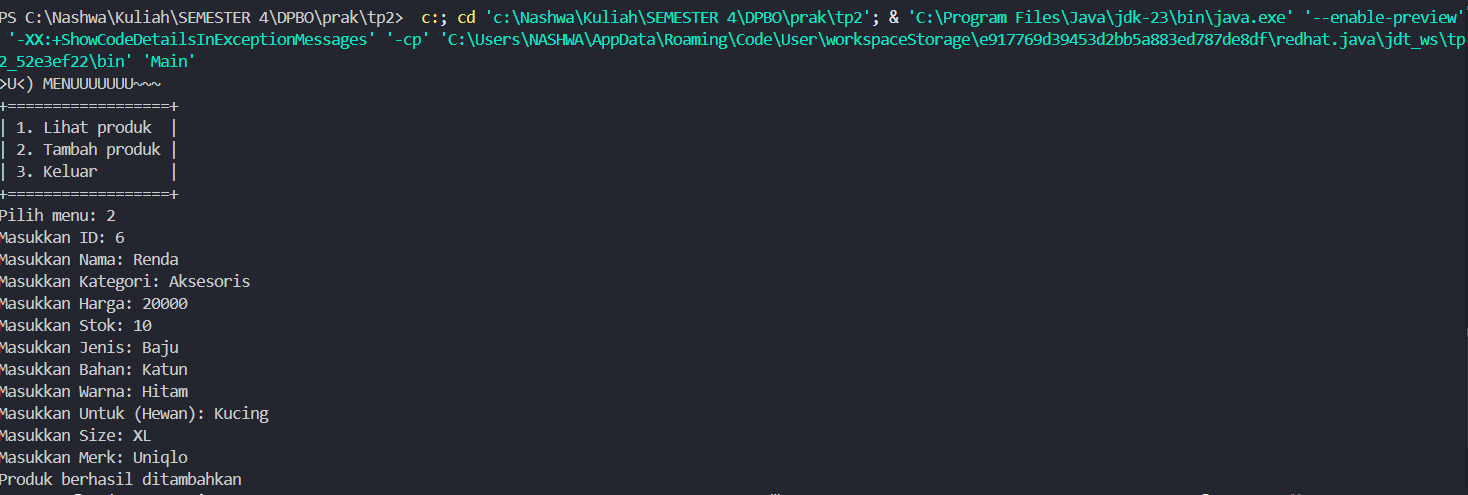 PS C:\Nashwa\Kuliah\SEMESTER 4\DPBO\prak\tp2>  c:; cd 'c:\Nashwa\Kuliah\SEMESTER 4\DPBO\prak\tp2'; & 'C:\Program Files\Java\jdk-23\bin\java.exe' '--enable-preview'
'-XX:+ShowCodeDetailsInExceptionMessages' '-cp' 'C:\Users\NASHWA\AppData\Roaming\Code\User\workspaceStorage\e917769d39453d2bb5a883ed787de8df\redhat.java\jdt_ws\tp
2_52e3ef22\bin' 'Main'
>U<) MENUUUUUUU~~~
+==================+
| 1. Lihat produk  |
| 2. Tambah produk |
| 3. Keluar        |
+==================+
Pilih menu: 2
Masukkan ID: 6
Masukkan Nama: Renda
Masukkan Kategori: Aksesoris
Masukkan Harga: 20000
Masukkan Stok: 10
Masukkan Jenis: Baju
Masukkan Bahan: Katun
Masukkan Warna: Hitam
Masukkan Untuk (Hewan): Kucing
Masukkan Size: XL
Masukkan Merk: Uniqlo
Produk berhasil ditambahkan